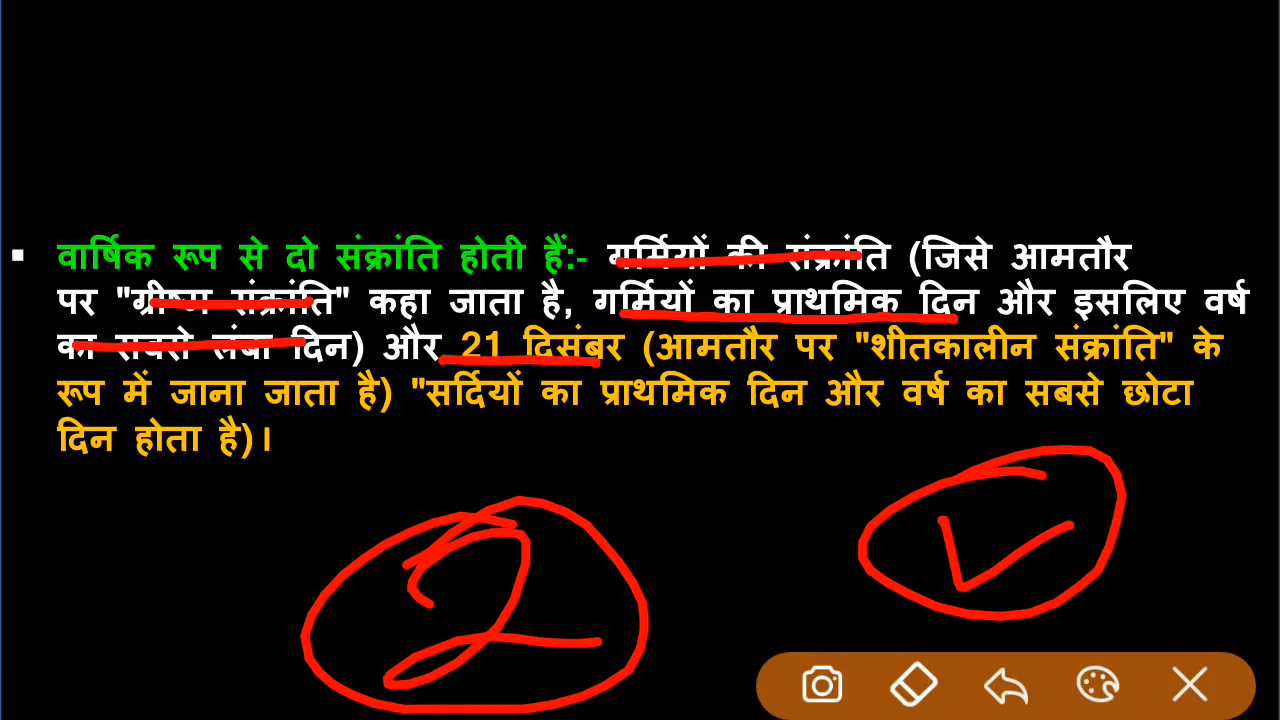 ▪ वार्षिक रूप से दो संक्रांति होती हैं:- गर्मियों की संक्रांति (जिसे आमतौर
पर "ग्रीष्म संक्रांति" कहा जाता है, गर्मियों का प्राथमिक दिन और इसलिए वर्ष
का सबसे लंबा दिन) और 21 दिसंबर (आमतौर पर "शीतकालीन संक्रांति" के
रूप में जाना जाता है) "सर्दियों का प्राथमिक दिन और वर्ष का सबसे छोटा
दिन होता है)।
2